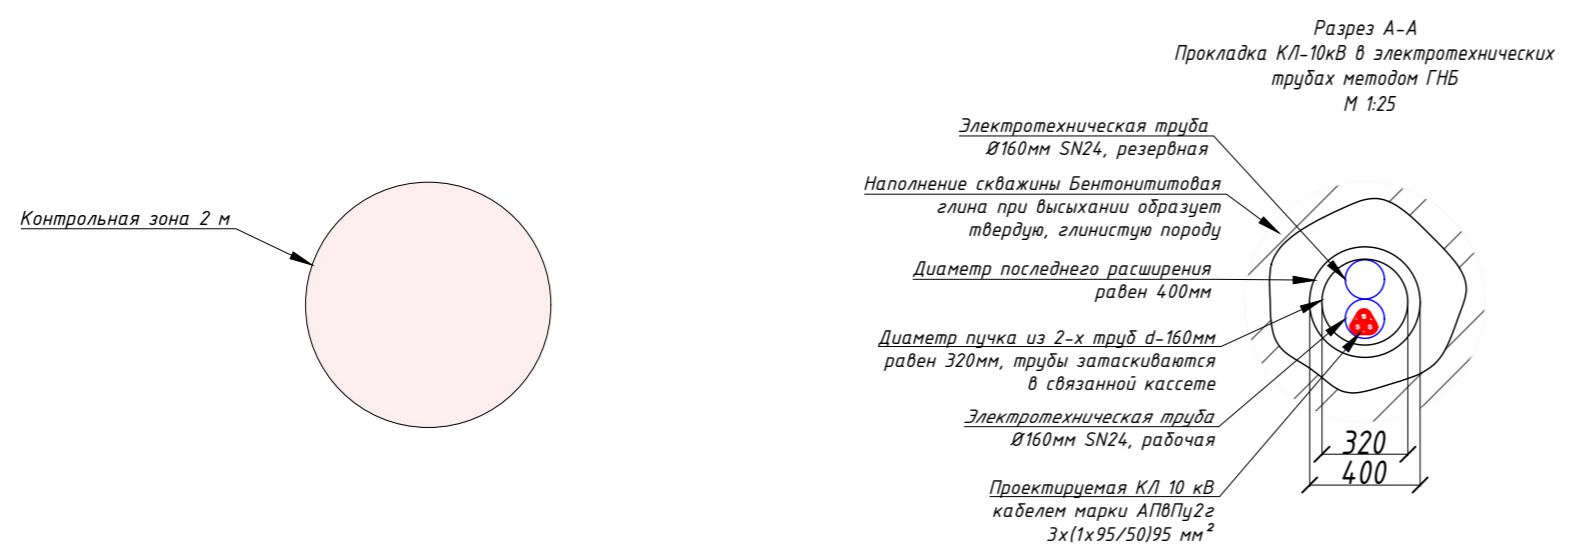 Контрольная зона 2 м
Разрез А-А
Прокладка КЛ-10кВ в электротехнических
трубах методом ГНБ
М 1:25
Электротехническая труба
Ø160мм SN24, резервная
Наполнение скважины Бентонититовая
глина при высыхании образует
твердую, глинистую породу
Диаметр последнего расширения
равен 400мм
Диаметр пучка из 2-х труб d-160мм
равен 320мм, трубы затаскиваются
в связанной кассете
Электротехническая труба
Ø160мм SN24, рабочая
Проектируемая КЛ 10 кВ
кабелем марки АПвПу2г
3х(1х95/50)95 мм²
320
400